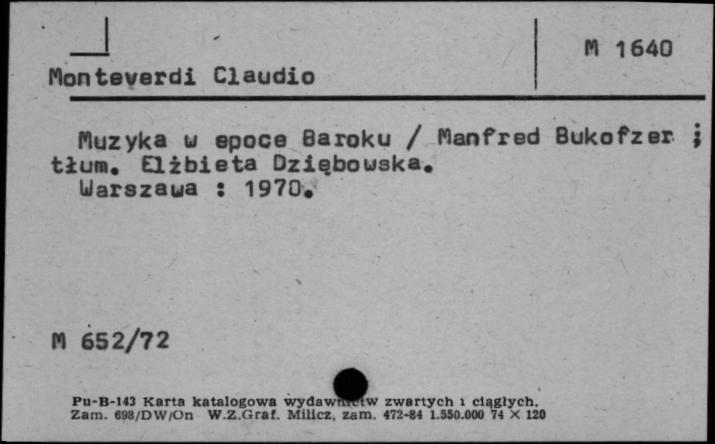 M 1640
Monteverdi Claudio
Muzyka w epoce Baroku / Manfred Bukofzer ;
tłum. Elżbieta Dziębowska.
Warszawa : 1970.
M 652/72
Pu-B-143 Karta katalogowa wydawnictw zwartych i ciągłych.
Zam. 698/DW/On W.Z.Graf. Milicz, zam. 472-84 1.550.000 74 × 120